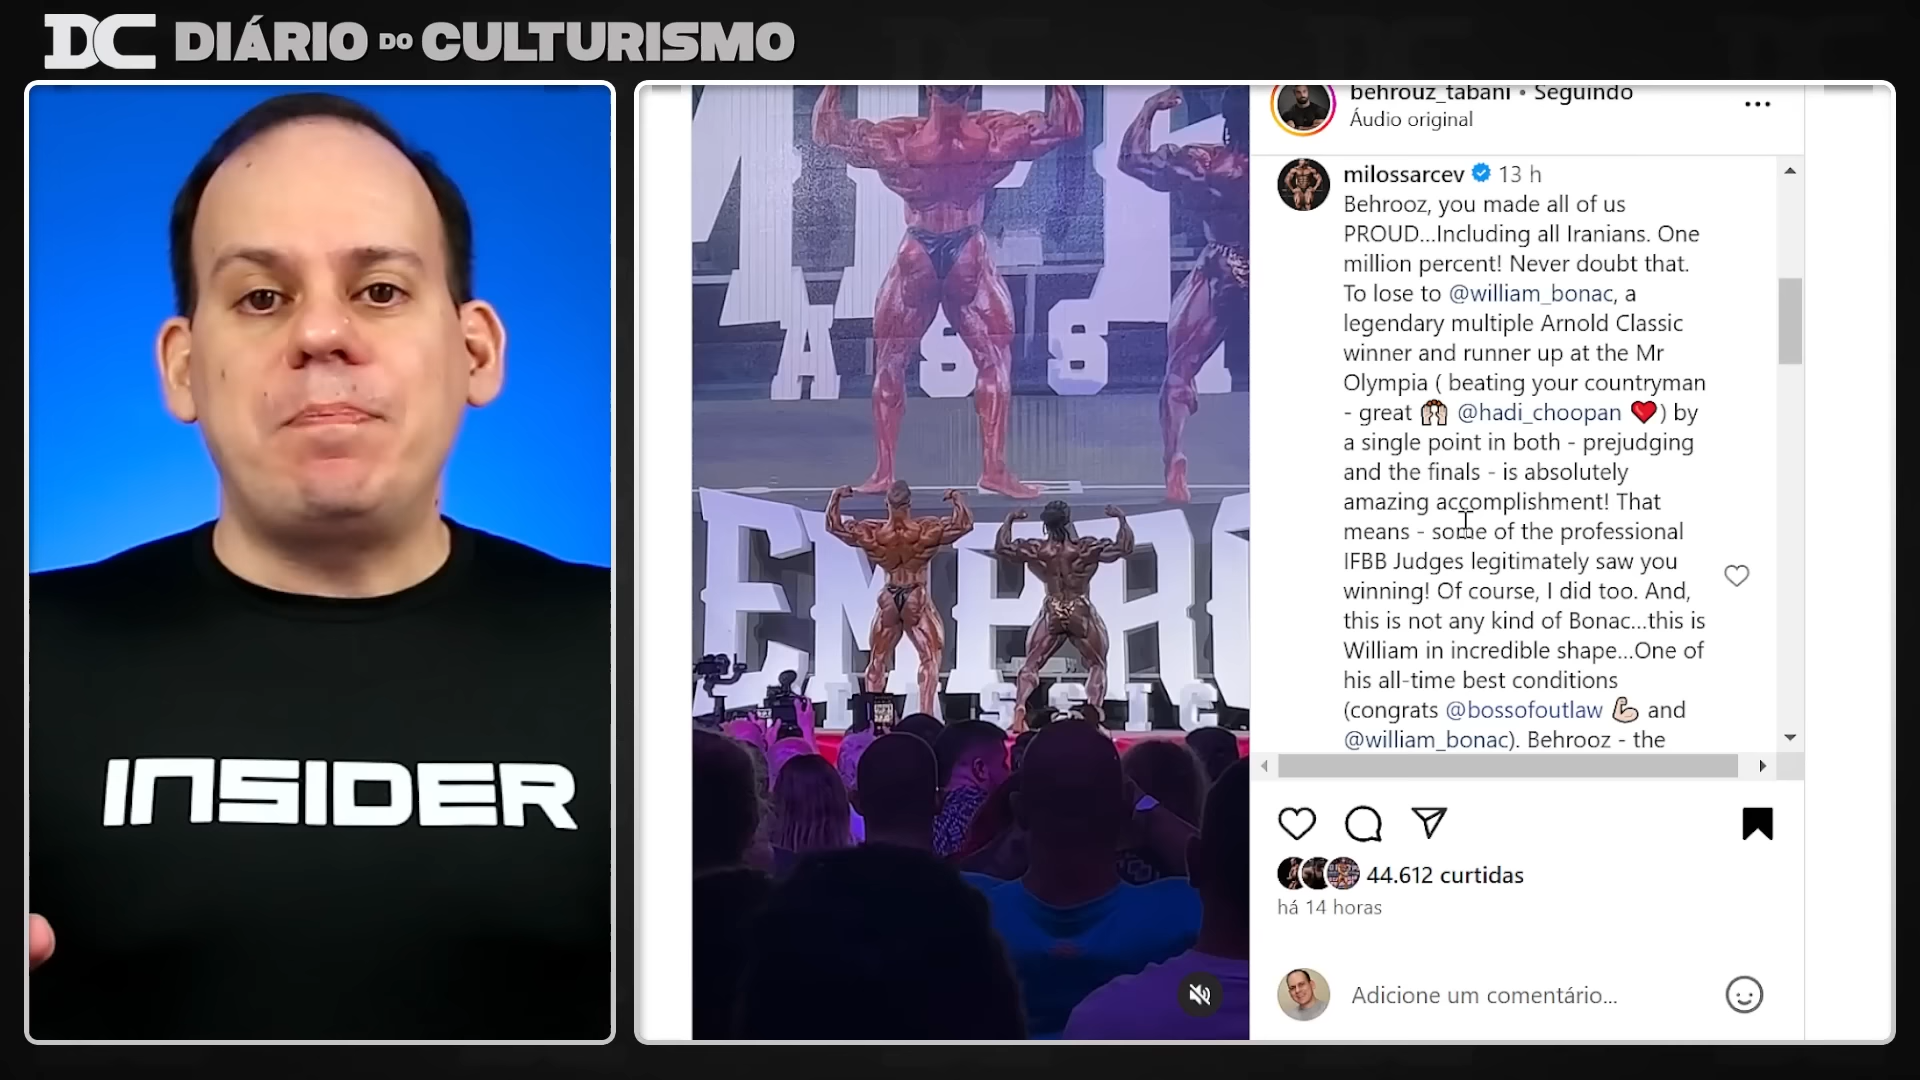 DC DIÁRIO DO CULTURISMO
INSIDER
ASS
EMERA
ASSIC
behrouz_tabani • Seguindo
Áudio original
milossarcev 13 h
Behrooz, you made all of us
PROUD...Including all Iranians. One
million percent! Never doubt that.
To lose to @william_bonac, a
legendary multiple Arnold Classic
winner and runner up at the Mr
Olympia ( beating your countryman
- great 🙌🏻 @hadi_choopan ❤️) by
a single point in both - prejudging
and the finals - is absolutely
amazing accomplishment! That
means - some of the professional
IFBB Judges legitimately saw you
winning! Of course, I did too. And,
this is not any kind of Bonac...this is
William in incredible shape...One of
his all-time best conditions
(congrats @bossofoutlaw 💪🏻 and
@william_bonac). Behrooz - the
44.612 curtidas
há 14 horas
Adicione um comentário...